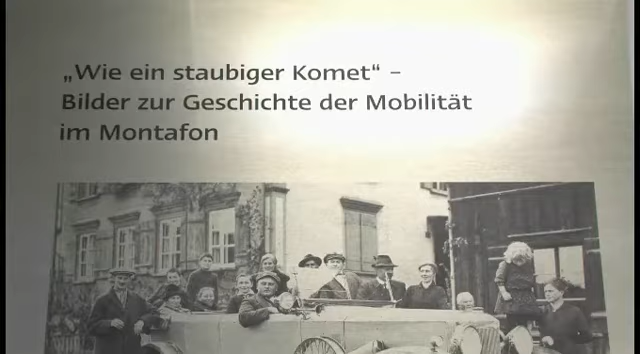 „Wie ein staubiger Komet“ –
Bilder zur Geschichte der Mobilität
im Montafon